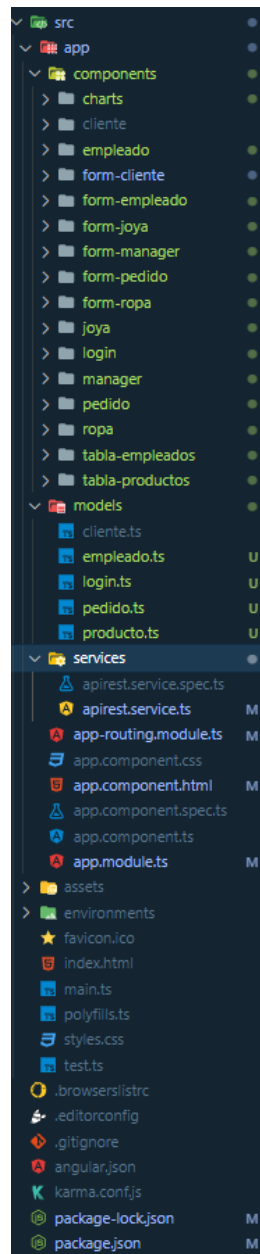 src
app
components
charts
cliente
empleado
form-cliente
form-empleado
form-joya
form-manager
form-pedido
form-ropa
joya
login
manager
pedido
ropa
tabla-empleados
tabla-productos
models
cliente.ts
empleado.ts U
login.ts U
pedido.ts U
producto.ts U
services
apirest.service.spec.ts
apirest.service.ts M
app-routing.module.ts M
app.component.css
app.component.html M
app.component.spec.ts
app.component.ts
app.module.ts M
assets
environments
favicon.ico
index.html
main.ts
polyfills.ts
styles.css
test.ts
.browserslistrc
.editorconfig
.gitignore
angular.json
karma.conf.js
package-lock.json M
package.json M